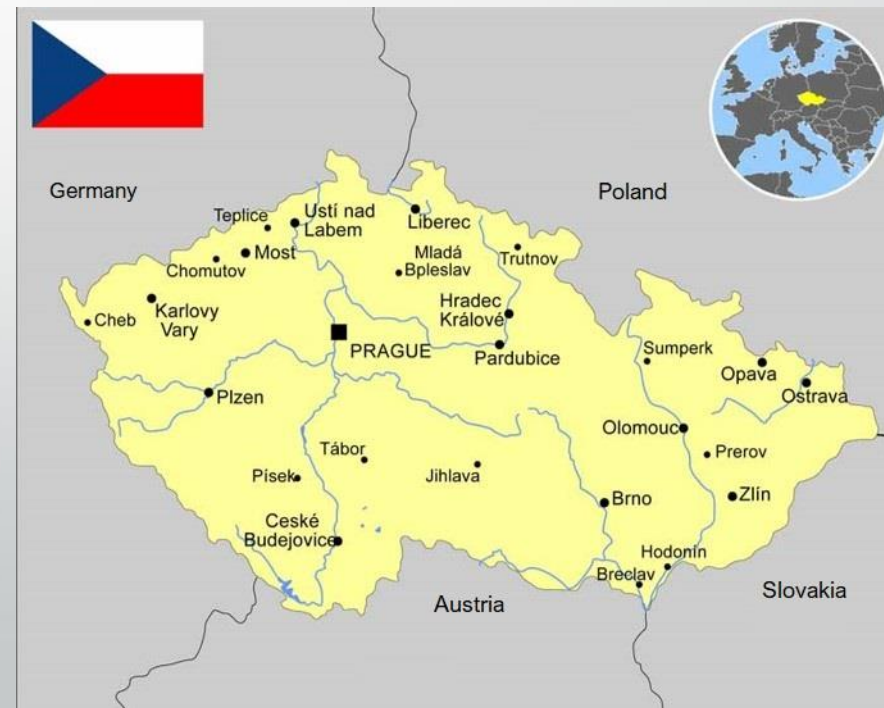 Germany
Poland
Teplice
Ustí nad
Labem
Liberec
Most
Chomutov
Mladá
Bpleslav
Trutnov
Cheb
Karlovy
Vary
Hradec
Králové
PRAGUE
Pardubice
Sumperk
Opava
Ostrava
Plzen
Olomouc
Tábor
Prerov
Písek
Jihlava
Zlín
Brno
Ceské
Budejovice
Hodonín
Breclav
Austria
Slovakia